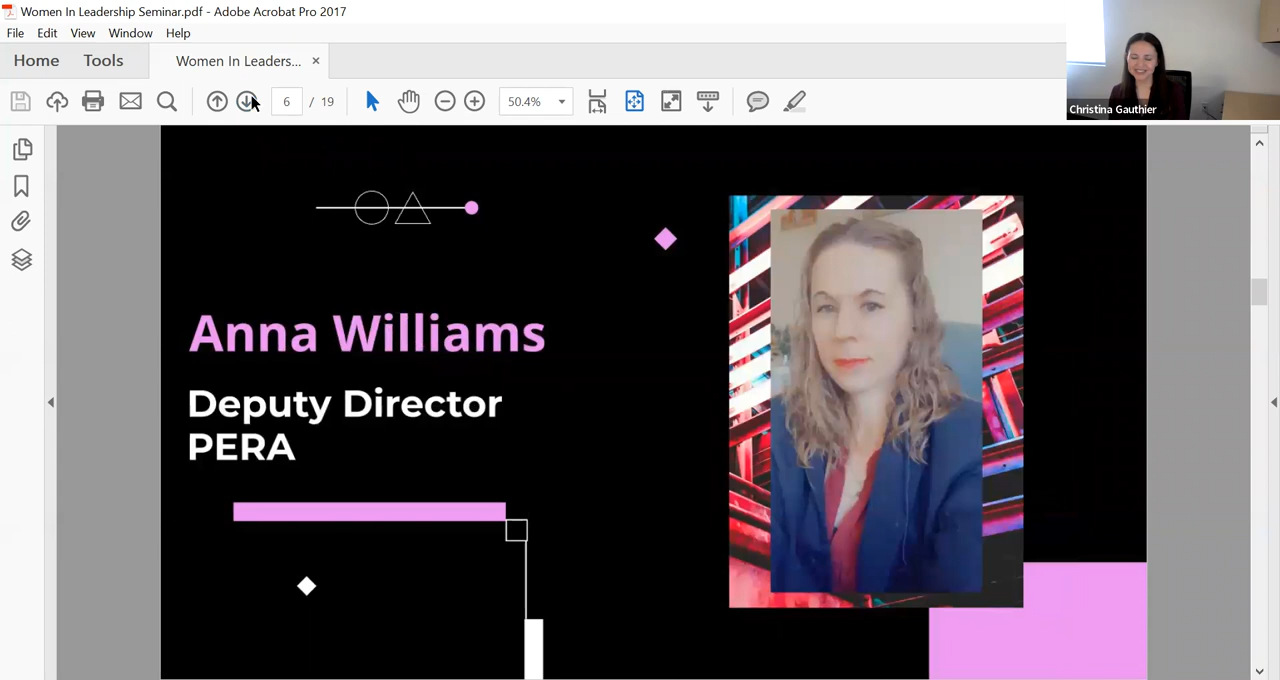 Women In Leadership Seminar.pdf - Adobe Acrobat Pro 2017
File Edit View Window Help
Home Tools Women In Leaders... ×
6 / 19 50.4%
Christina Gauthier
Anna Williams
Deputy Director
PERA